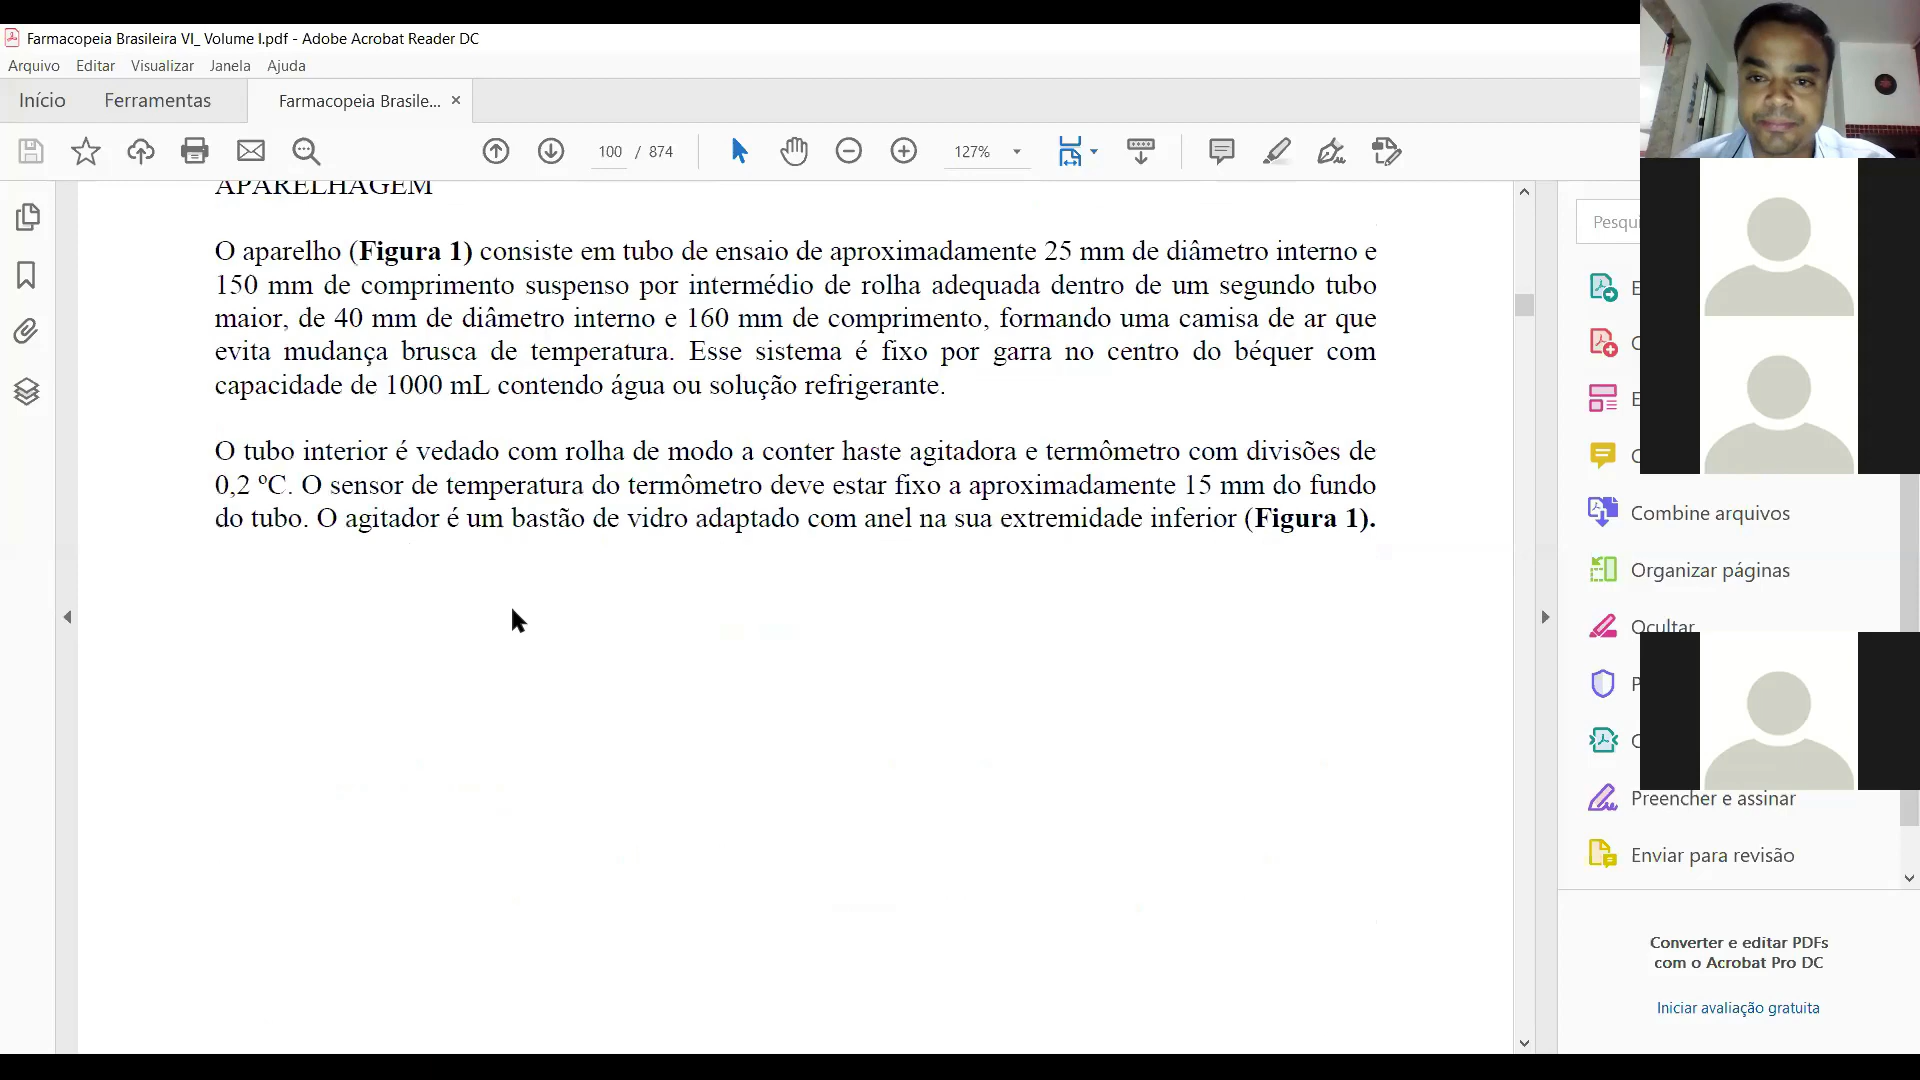 Farmacopeia Brasileira VI_ Volume I.pdf - Adobe Acrobat Reader DC
Arquivo Editar Visualizar Janela Ajuda
Início Ferramentas Farmacopeia Brasile... ×
100 / 874 127%
APARELHAGEM
O aparelho (Figura 1) consiste em tubo de ensaio de aproximadamente 25 mm de diâmetro interno e
150 mm de comprimento suspenso por intermédio de rolha adequada dentro de um segundo tubo
maior, de 40 mm de diâmetro interno e 160 mm de comprimento, formando uma camisa de ar que
evita mudança brusca de temperatura. Esse sistema é fixo por garra no centro do béquer com
capacidade de 1000 mL contendo água ou solução refrigerante.
O tubo interior é vedado com rolha de modo a conter haste agitadora e termômetro com divisões de
0,2 ºC. O sensor de temperatura do termômetro deve estar fixo a aproximadamente 15 mm do fundo
do tubo. O agitador é um bastão de vidro adaptado com anel na sua extremidade inferior (Figura 1).
Pesqui
E
C
E
C
Combine arquivos
Organizar páginas
Ocultar
P
C
Preencher e assinar
Enviar para revisão
Converter e editar PDFs
com o Acrobat Pro DC
Iniciar avaliação gratuita